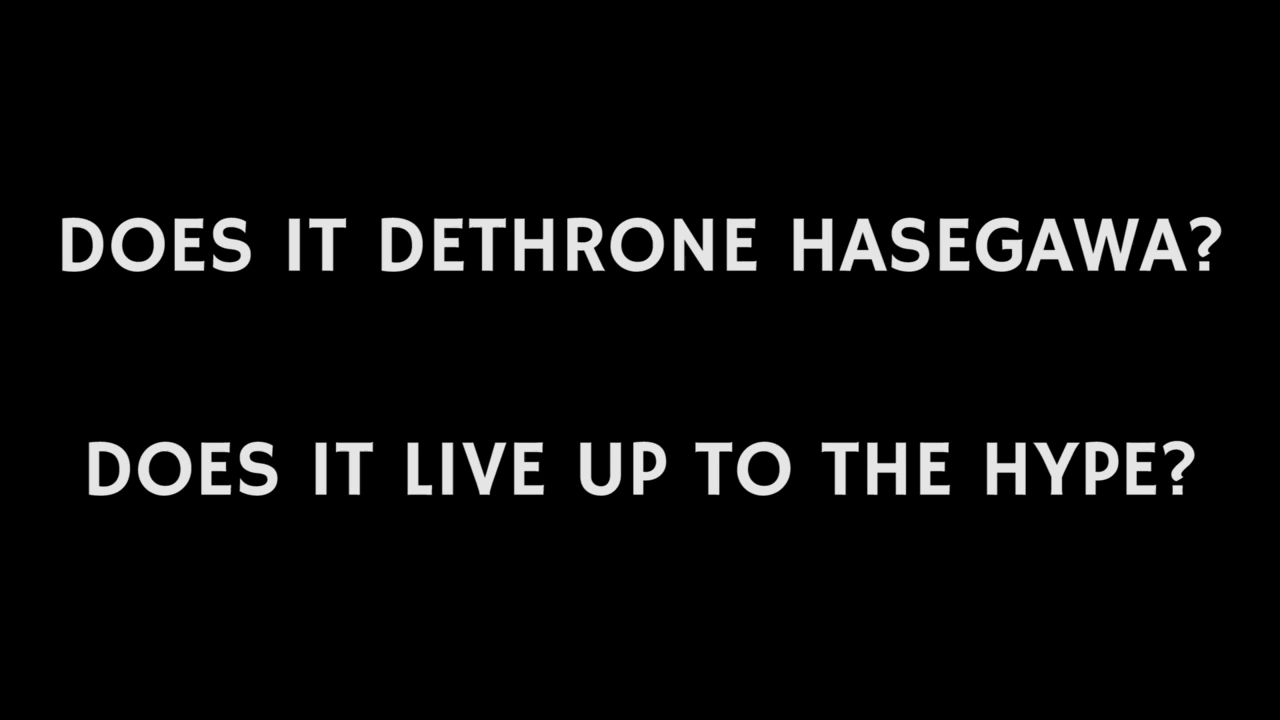 DOES IT DETHRONE HASEGAWA?
DOES IT LIVE UP TO THE HYPE?